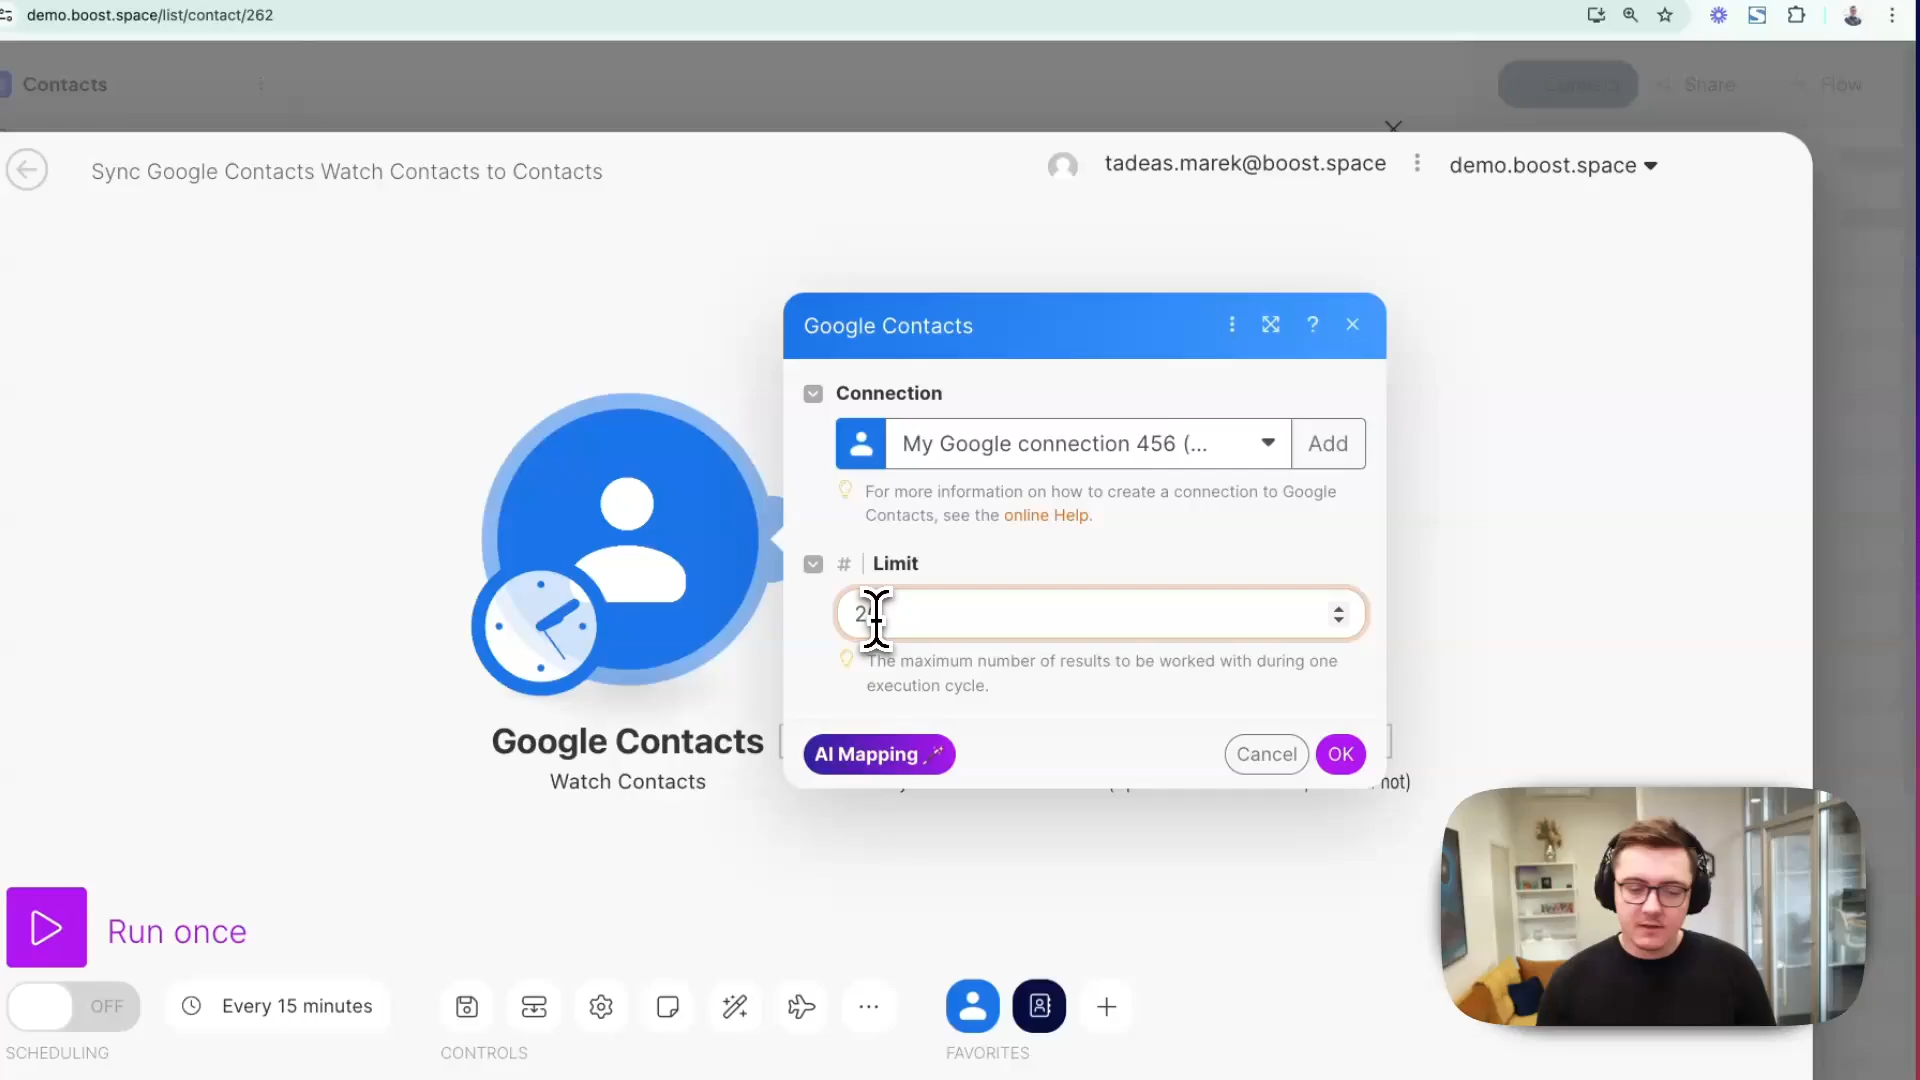 demo.boost.space/list/contact/262
Contacts
Share
Flow
Sync Google Contacts Watch Contacts to Contacts
tadeas.marek@boost.space
demo.boost.space
Google Contacts
?
Connection
My Google connection 456 (...
Add
For more information on how to create a connection to Google
Contacts, see the online Help.
# Limit
2
The maximum number of results to be worked with during one
execution cycle.
AI Mapping
Cancel
OK
Google Contacts
Watch Contacts
not)
Run once
OFF
Every 15 minutes
SCHEDULING
CONTROLS
FAVORITES